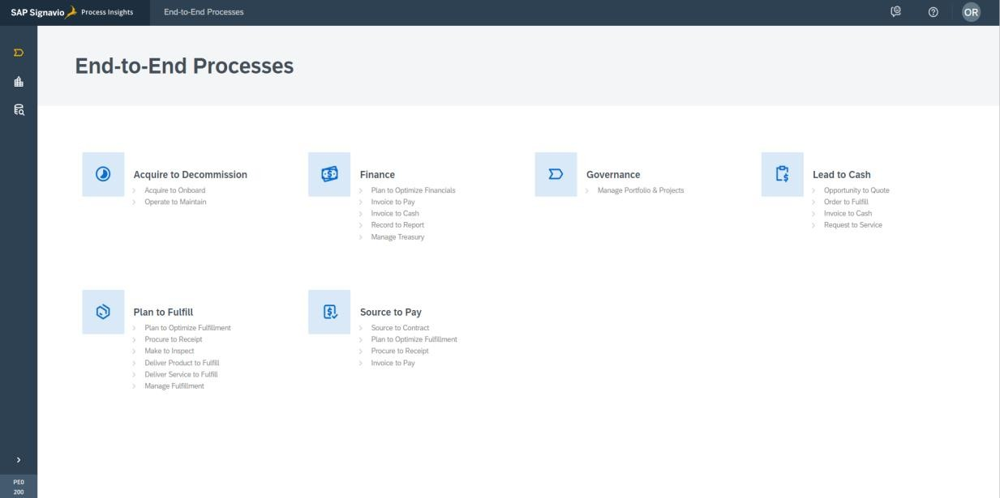 SAP Signavio Process Insights
End-to-End Processes
OR
End-to-End Processes
Acquire to Decommission
Acquire to Onboard
Operate to Maintain
Finance
Plan to Optimize Financials
Invoice to Pay
Invoice to Cash
Record to Report
Manage Treasury
Governance
Manage Portfolio & Projects
Lead to Cash
Opportunity to Quote
Order to Fulfill
Invoice to Cash
Request to Service
Plan to Fulfill
Plan to Optimize Fulfillment
Procure to Receipt
Make to Inspect
Deliver Product to Fulfill
Deliver Service to Fulfill
Manage Fulfillment
Source to Pay
Source to Contract
Plan to Optimize Fulfillment
Procure to Receipt
Invoice to Pay
PE0
200